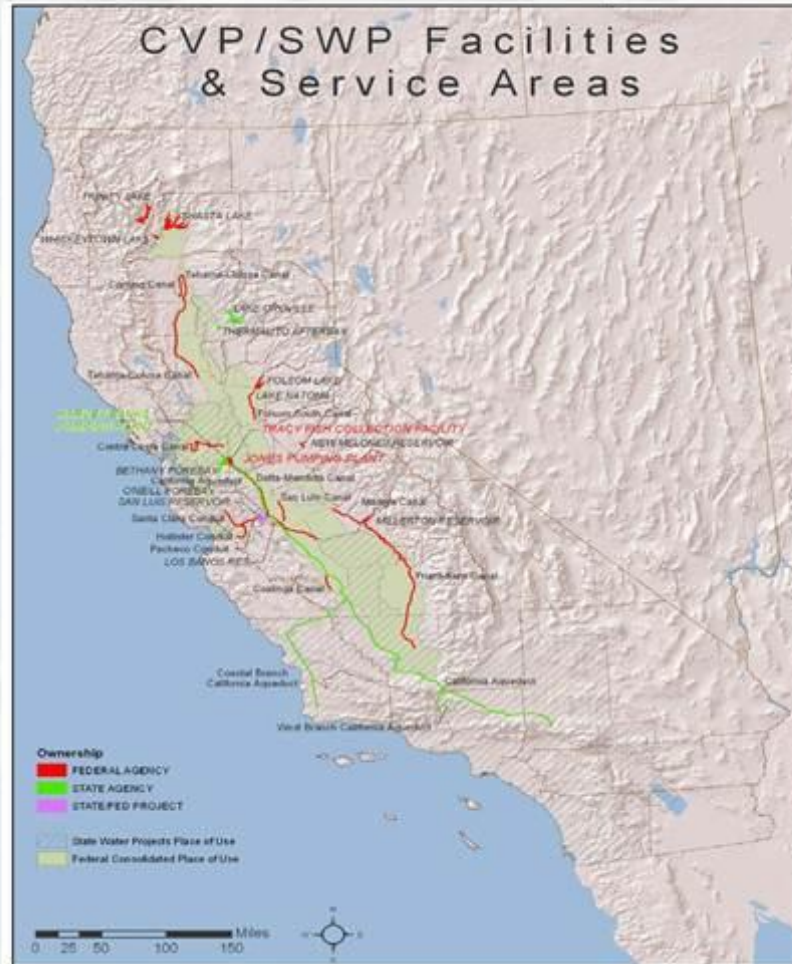 CVP/SWP Facilities
& Service Areas
TRINITY LAKE
SHASTA LAKE
WHISKEYTOWN LAKE
Tehama-Colusa Canal
Corning Canal
LAKE OROVILLE
THERMALITO AFTERBAY
Tehama-Colusa Canal
FOLSOM LAKE
LAKE NATOMA
Folsom South Canal
TRACY FISH COLLECTION FACILITY
NEW MELONES RESERVOIR
Contra Costa Canal
JONES PUMPING PLANT
BETHANY FOREBAY
California Aqueduct
Delta-Mendota Canal
O'NEILL FOREBAY
San Luis Canal
Madera Canal
SAN LUIS RESERVOIR
Santa Clara Conduit
MILLERTON RESERVOIR
Hollister Conduit
Pacheco Conduit
LOS BANOS RES
Friant-Kern Canal
Coalinga Canal
Coastal Branch
California Aqueduct
California Aqueduct
West Branch California Aqueduct
Ownership
FEDERAL AGENCY
STATE AGENCY
STATE/FED PROJECT
State Water Projects Place of Use
Federal Consolidated Place of Use
Miles
0 25 50 100 150
N
W E
S